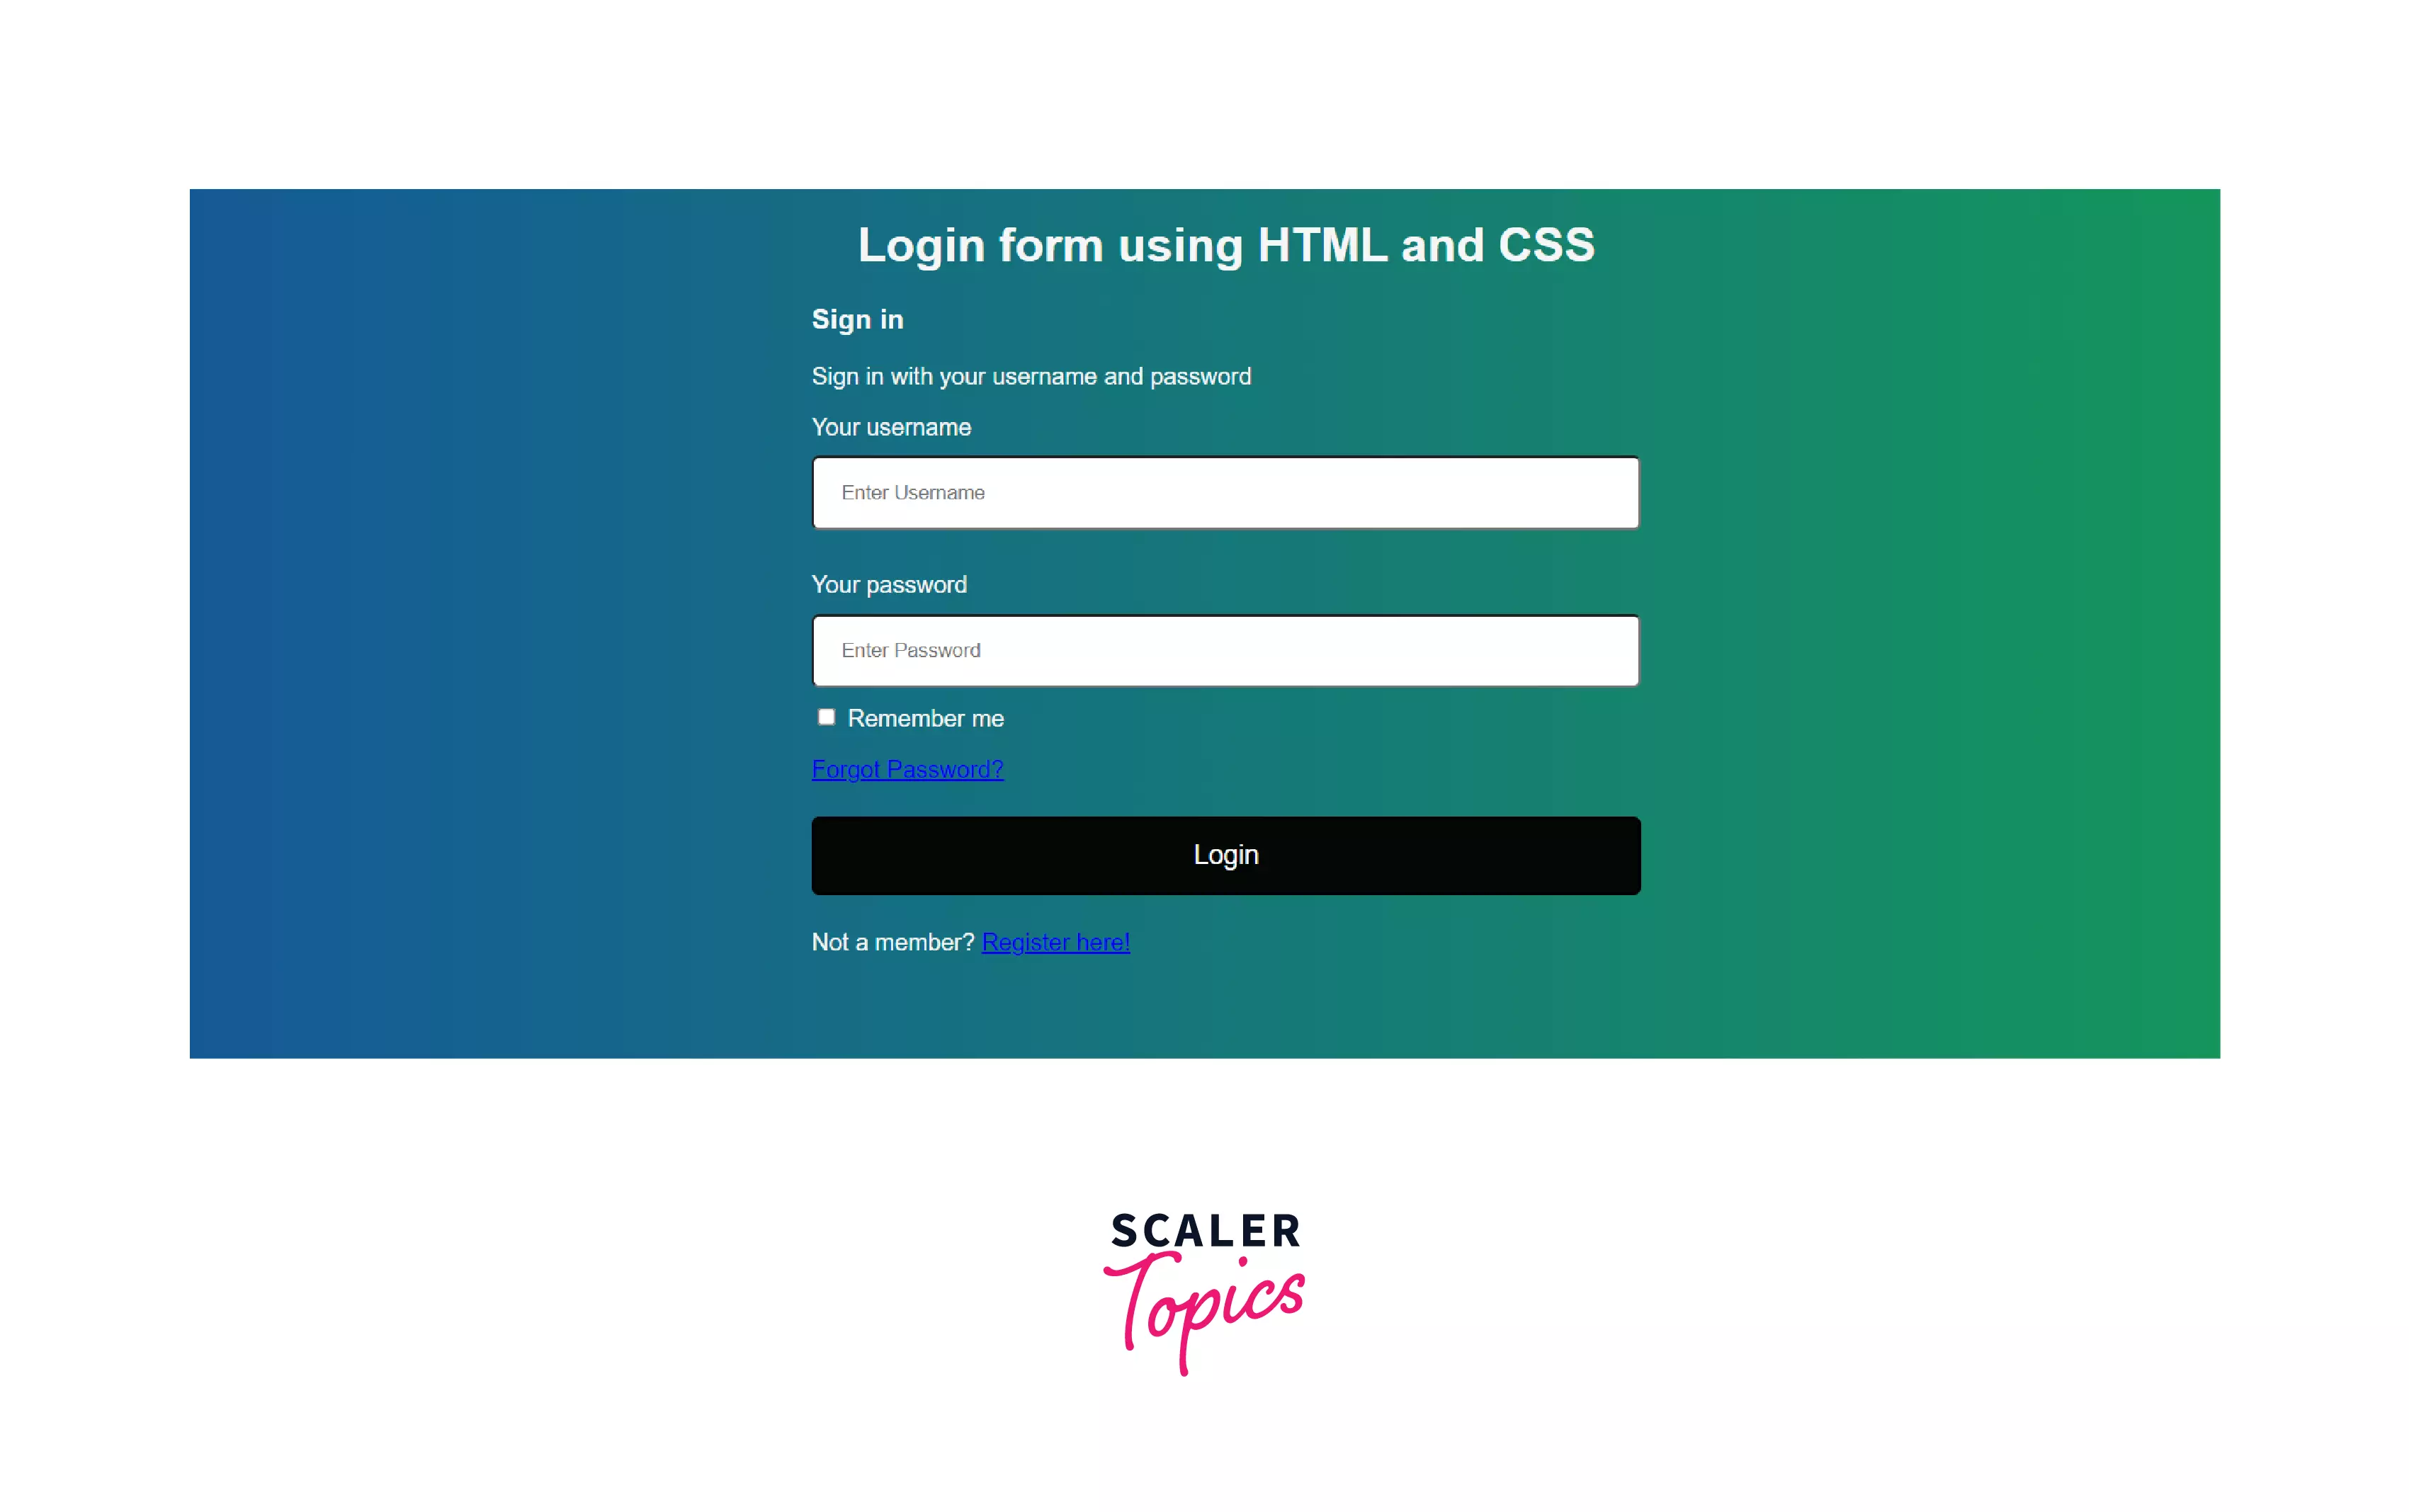 Login form using HTML and CSS
Sign in
Sign in with your username and password
Your username
Enter Username
Your password
Enter Password
Remember me
Forgot Password?
Login
Not a member? Register here!
SCALER
Topics